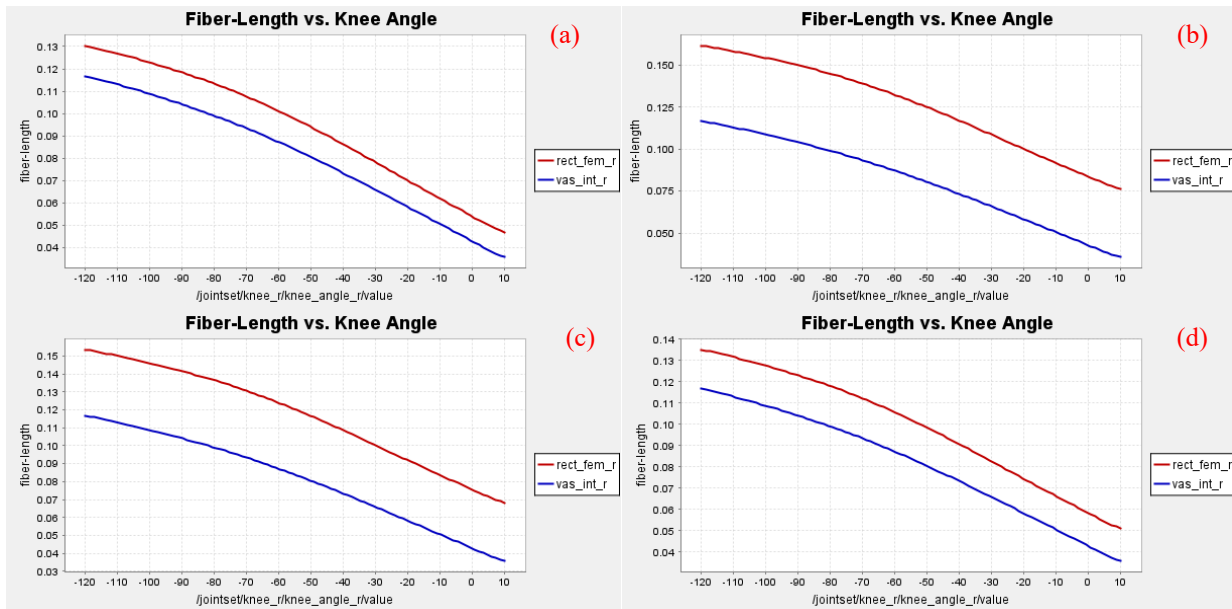 Fiber-Length vs. Knee Angle
(a)
0.13
0.12
0.11
0.10
0.09
0.08
0.07
0.06
0.05
0.04
fiber-length
rect_fem_r
vas_int_r
-120 -110 -100 -90 -80 -70 -60 -50 -40 -30 -20 -10 0 10
/jointset/knee_r/knee_angle_r/value
Fiber-Length vs. Knee Angle
(b)
0.150
0.125
0.100
0.075
0.050
fiber-length
rect_fem_r
vas_int_r
-120 -110 -100 -90 -80 -70 -60 -50 -40 -30 -20 -10 0 10
/jointset/knee_r/knee_angle_r/value
Fiber-Length vs. Knee Angle
(c)
0.15
0.14
0.13
0.12
0.11
0.10
0.09
0.08
0.07
0.06
0.05
0.04
0.03
fiber-length
rect_fem_r
vas_int_r
-120 -110 -100 -90 -80 -70 -60 -50 -40 -30 -20 -10 0 10
/jointset/knee_r/knee_angle_r/value
Fiber-Length vs. Knee Angle
(d)
0.14
0.13
0.12
0.11
0.10
0.09
0.08
0.07
0.06
0.05
0.04
fiber-length
rect_fem_r
vas_int_r
-120 -110 -100 -90 -80 -70 -60 -50 -40 -30 -20 -10 0 10
/jointset/knee_r/knee_angle_r/value